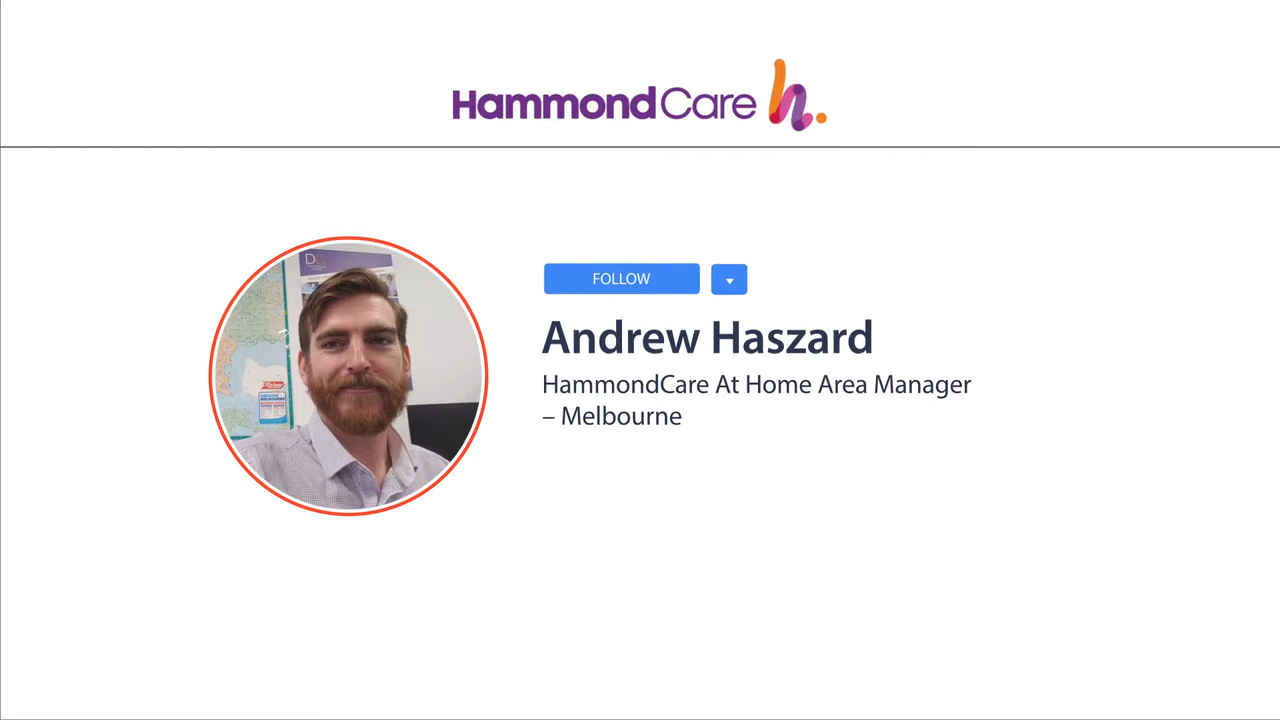 HammondCare
FOLLOW
Andrew Haszard
HammondCare At Home Area Manager
– Melbourne